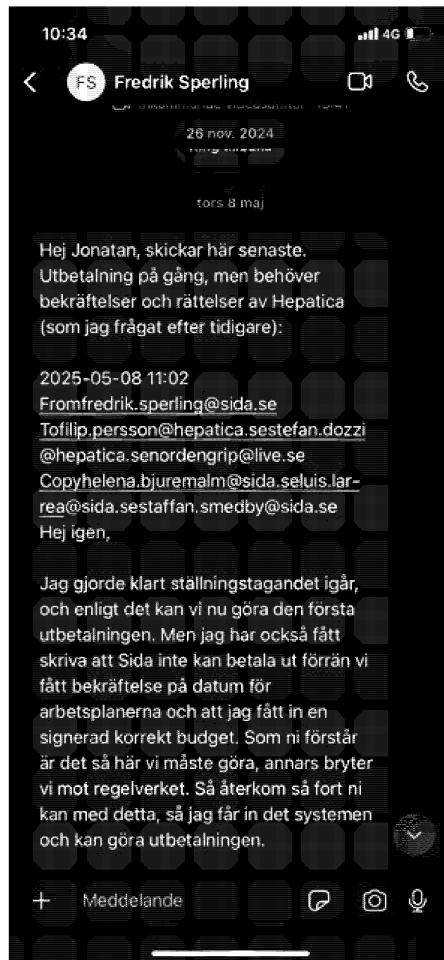 10:34
4G
FS Fredrik Sperling
26 nov. 2024
tors 8 maj
Hej Jonatan, skickar här senaste.
Utbetalning på gång, men behöver
bekräftelser och rättelser av Hepatica
(som jag frågat efter tidigare):
2025-05-08 11:02
Fromfredrik.sperling@sida.se
Tofilip.persson@hepatica.sestefan.dozzi
@hepatica.senordengrip@live.se
Copyhelena.bjuremalm@sida.seluis.lar-
rea@sida.sestaffan.smedby@sida.se
Hej igen,
Jag gjorde klart ställningstagandet igår,
och enligt det kan vi nu göra den första
utbetalningen. Men jag har också fått
skriva att Sida inte kan betala ut förrän vi
fått bekräftelse på datum för
arbetsplanerna och att jag fått in en
signerad korrekt budget. Som ni förstår
är det så här vi måste göra, annars bryter
vi mot regelverket. Så återkom så fort ni
kan med detta, så jag får in det systemen
och kan göra utbetalningen.
Meddelande